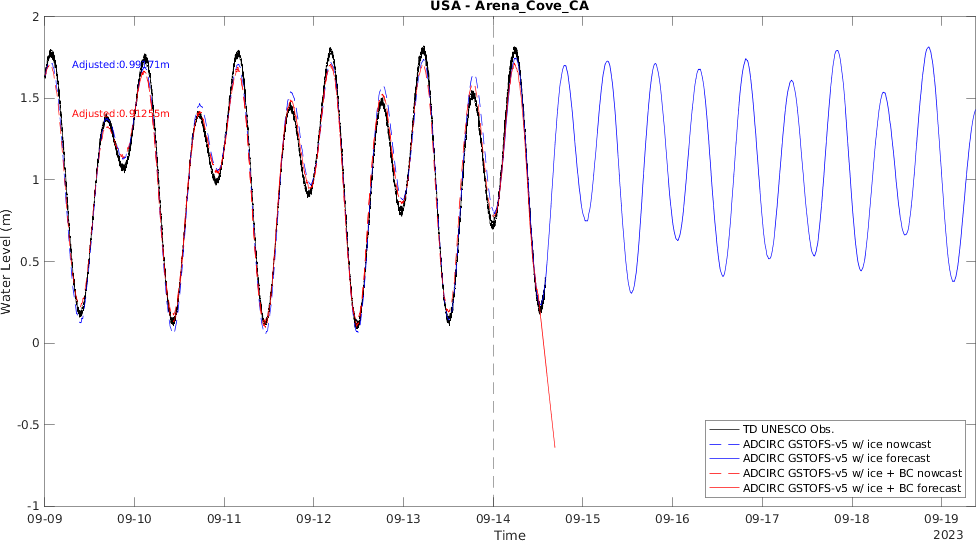 USA - Arena_Cove_CA
2
1.5
1
0.5
0
-0.5
-1
Water Level (m)
Adjusted:0.91255m
TD UNESCO Obs.
ADCIRC GSTOFS-v5 w/ ice nowcast
ADCIRC GSTOFS-v5 w/ ice forecast
ADCIRC GSTOFS-v5 w/ ice + BC nowcast
ADCIRC GSTOFS-v5 w/ ice + BC forecast
09-09 09-10 09-11 09-12 09-13 09-14 09-15 09-16 09-17 09-18 09-19
Time
2023